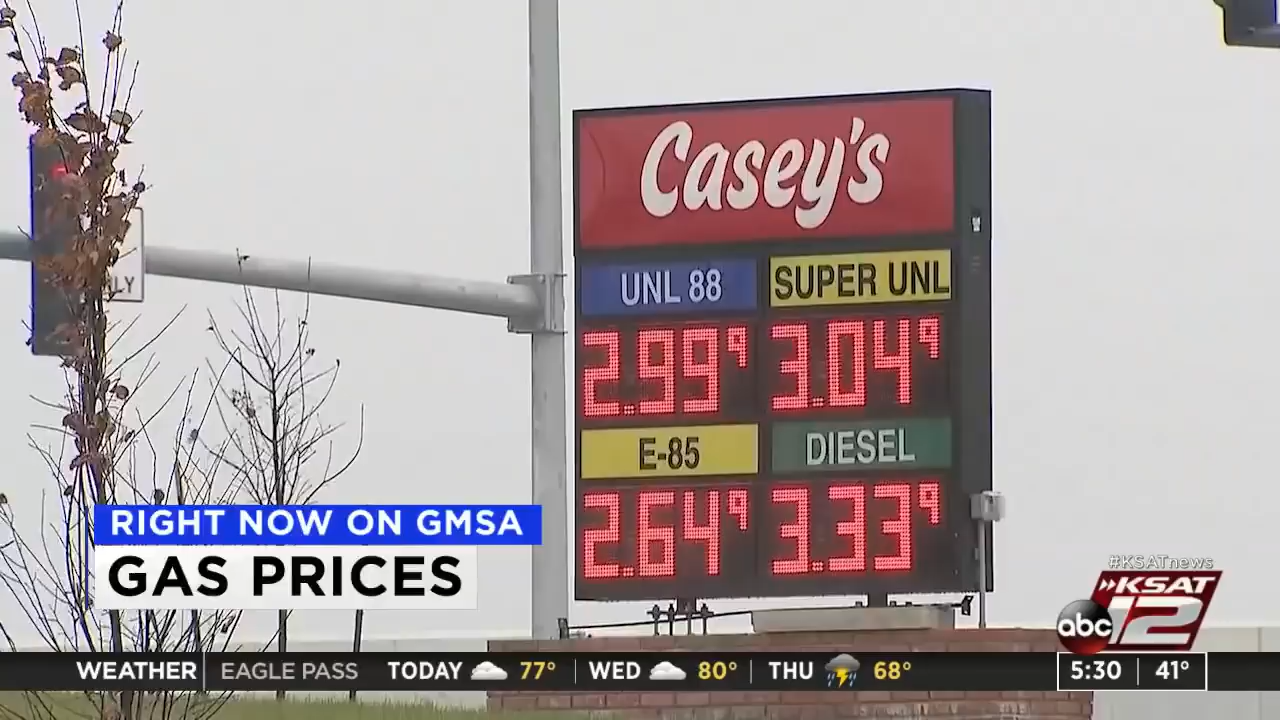 Casey's
UNL 88
SUPER UNL
2.99⁹
3.04⁹
E-85
DIESEL
2.64⁹
3.33⁹
LY
RIGHT NOW ON GMSA
GAS PRICES
#KSATnews
KSAT
abc 12
WEATHER EAGLE PASS TODAY 77° WED 80° THU 68° 5:30 41°